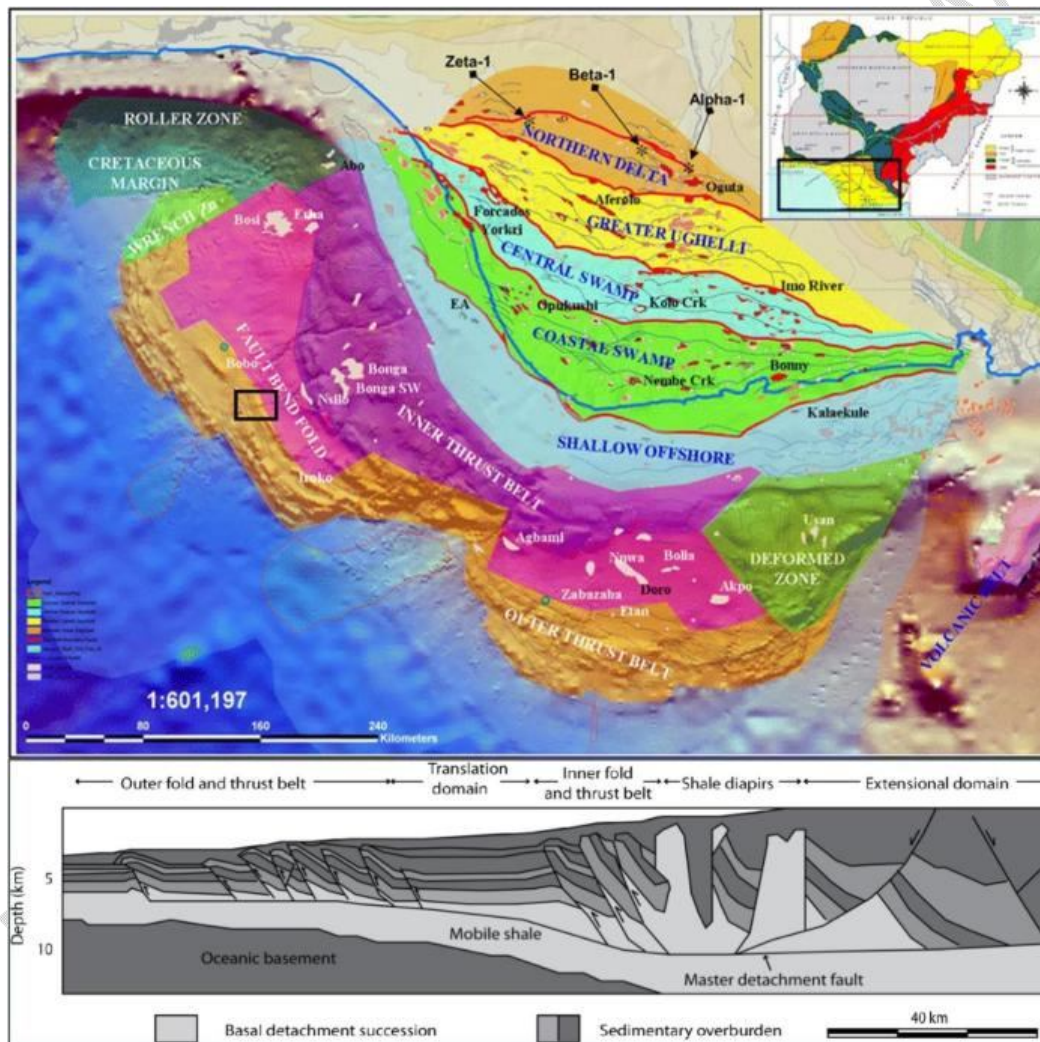 Zeta-1
Beta-1
Alpha-1
ROLLER ZONE
CRETACEOUS
MARGIN
WRENCH Zn
Abo
NORTHERN DELTA
Oguta
Bosi
Erha
Forcados
Yorkri
Aferofo
GREATER UGHELLI
CENTRAL SWAMP
Imo River
EA
Opukushi
Kolo Crk
COASTAL SWAMP
Bobo
Bonga
Bonga SW
Nsiko
Nembe Crk
Bonny
Kalaekule
FAULT BEND FOLD
INNER THRUST BELT
SHALLOW OFFSHORE
Iroko
Agbami
Usan
DEFORMED
ZONE
Nnwa
Bolia
Doro
Akpo
Zabazaba
Etan
OUTER THRUST BELT
VOLCANIC BELT
Legend
1:601,197
0 80 160 240
Kilometers
Outer fold and thrust belt
Translation
domain
Inner fold
and thrust belt
Shale diapirs
Extensional domain
Depth (km)
5
10
Mobile shale
Oceanic basement
Master detachment fault
Basal detachment succession
Sedimentary overburden
40 km